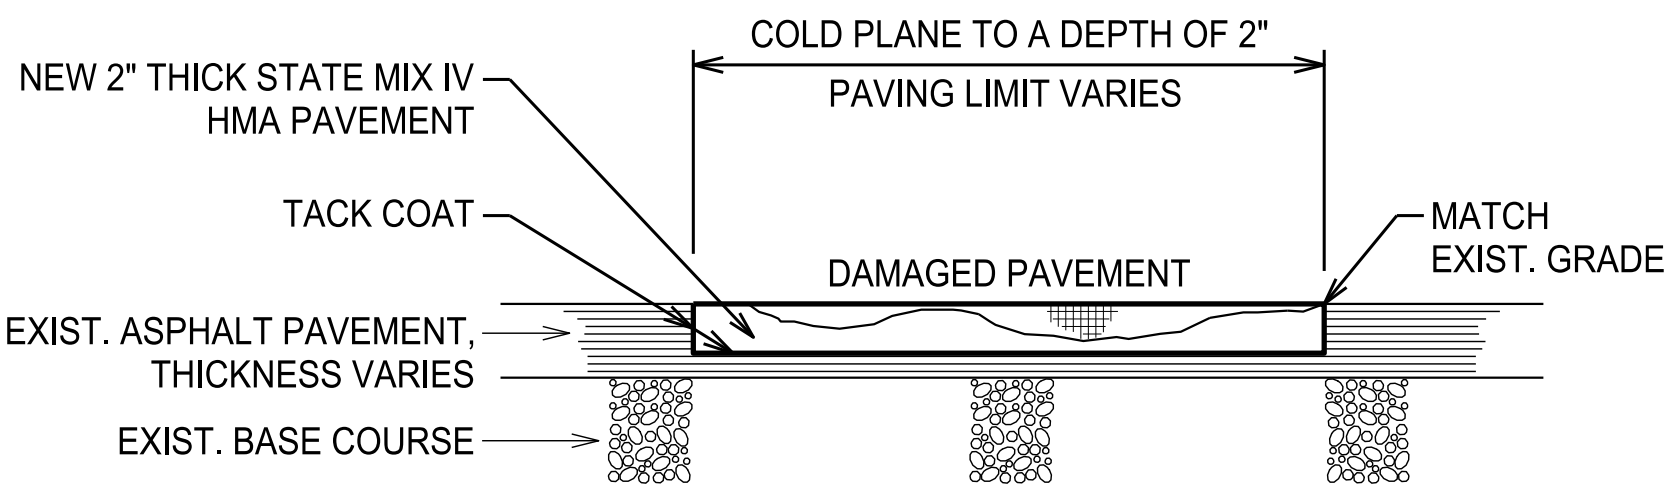 COLD PLANE TO A DEPTH OF 2"
PAVING LIMIT VARIES
NEW 2" THICK STATE MIX IV
HMA PAVEMENT
TACK COAT
MATCH
EXIST. GRADE
DAMAGED PAVEMENT
EXIST. ASPHALT PAVEMENT,
THICKNESS VARIES
EXIST. BASE COURSE